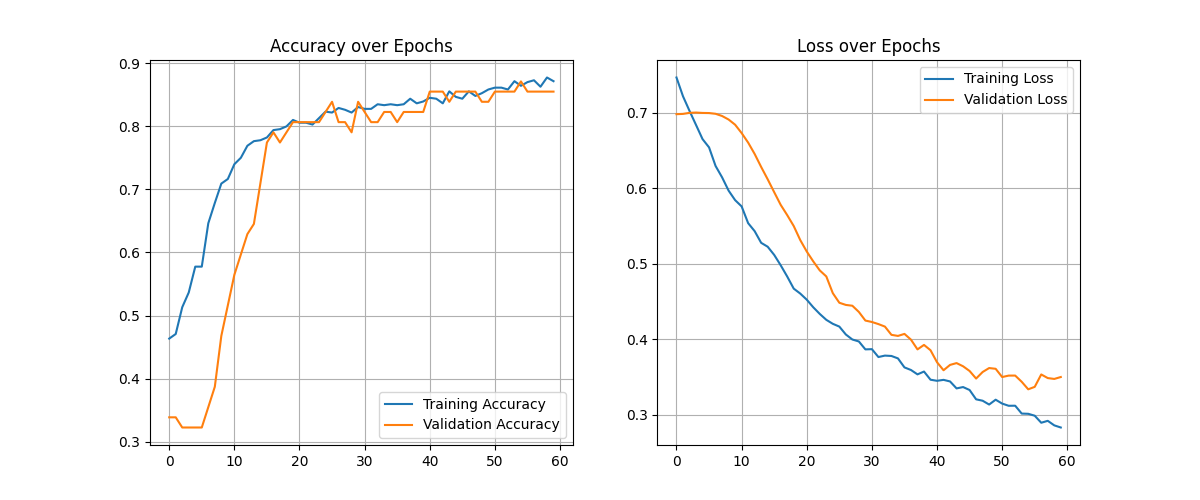 Accuracy over Epochs
0.9
0.8
0.7
0.6
0.5
0.4
0.3
0 10 20 30 40 50 60
Training Accuracy
Validation Accuracy
Loss over Epochs
0.7
0.6
0.5
0.4
0.3
0 10 20 30 40 50 60
Training Loss
Validation Loss